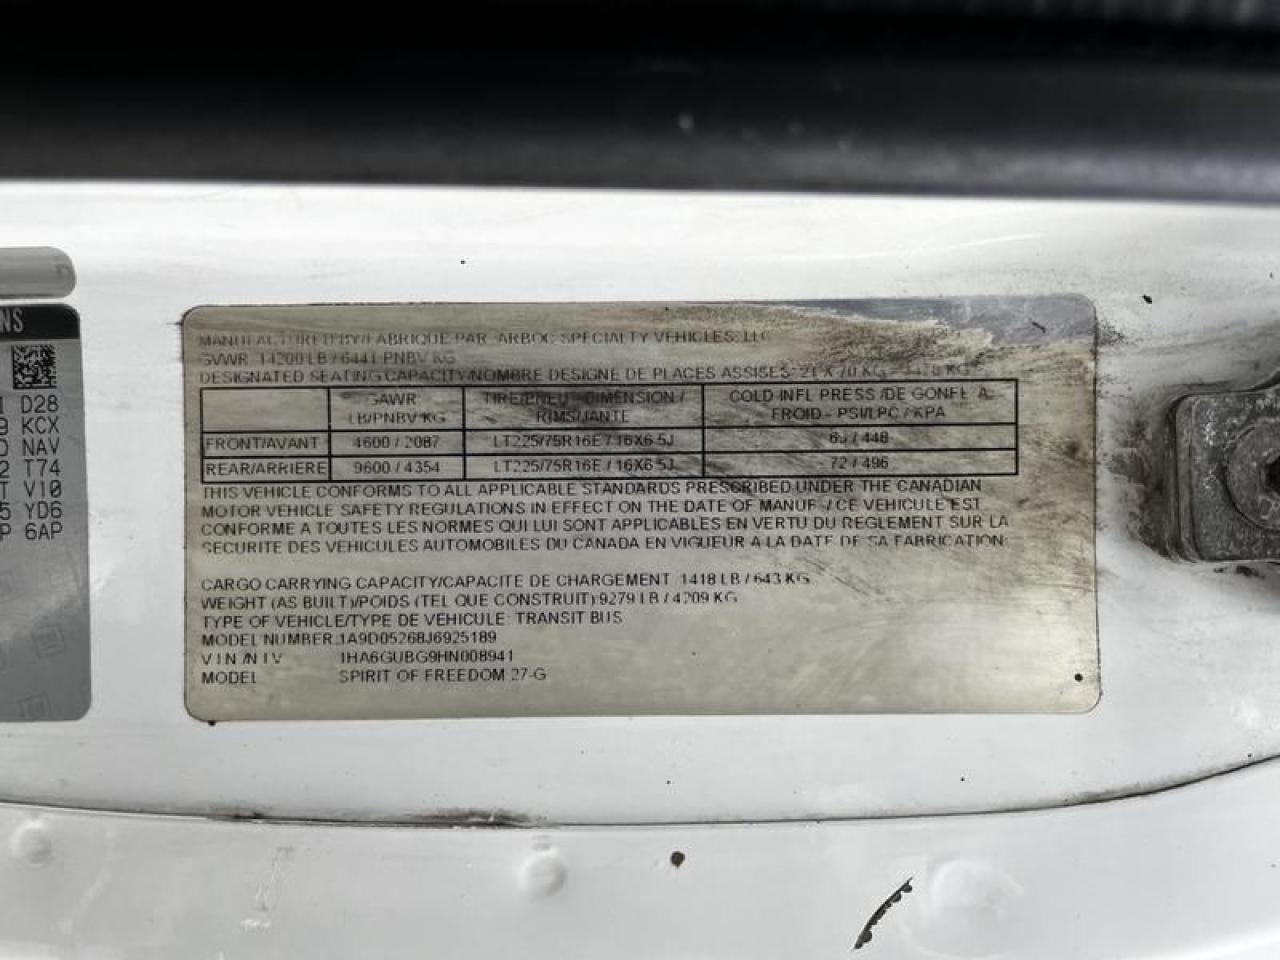 NS
D28
KCX
NAV
T74
V10
YD6
6AP
MANUFACTURED BY/FABRIQUE PAR: ARBOC SPECIALTY VEHICLES, LLC
GVWR 14200 LB / 6441 PNBV KG
DESIGNATED SEATING CAPACITY/NOMBRE DESIGNE DE PLACES ASSISES: 21 X 70 KG
GAWR LB/PNBV KG TIRE/PNEU - DIMENSION / RIMS/JANTE COLD INFL PRESS /DE GONFL A FROID - PSI/LPC / KPA
FRONT/AVANT 4600 / 2087 LT225/75R16E / 16X6.5J / 448
REAR/ARRIERE 9600 / 4354 LT225/75R16E / 16X6.5J 72 / 496
THIS VEHICLE CONFORMS TO ALL APPLICABLE STANDARDS PRESCRIBED UNDER THE CANADIAN
MOTOR VEHICLE SAFETY REGULATIONS IN EFFECT ON THE DATE OF MANUF / CE VEHICULE EST
CONFORME A TOUTES LES NORMES QUI LUI SONT APPLICABLES EN VERTU DU REGLEMENT SUR LA
SECURITE DES VEHICULES AUTOMOBILES DU CANADA EN VIGUEUR A LA DATE DE SA FABRICATION:
CARGO CARRYING CAPACITY/CAPACITE DE CHARGEMENT 1418 LB / 643 KG
WEIGHT (AS BUILT)/POIDS (TEL QUE CONSTRUIT) 9279 LB / 4209 KG
TYPE OF VEHICLE/TYPE DE VEHICULE: TRANSIT BUS
MODEL NUMBER: 1A9D05268J6925189
VIN/NIV 1HA6GUBG9HN008941
MODEL SPIRIT OF FREEDOM 27-G